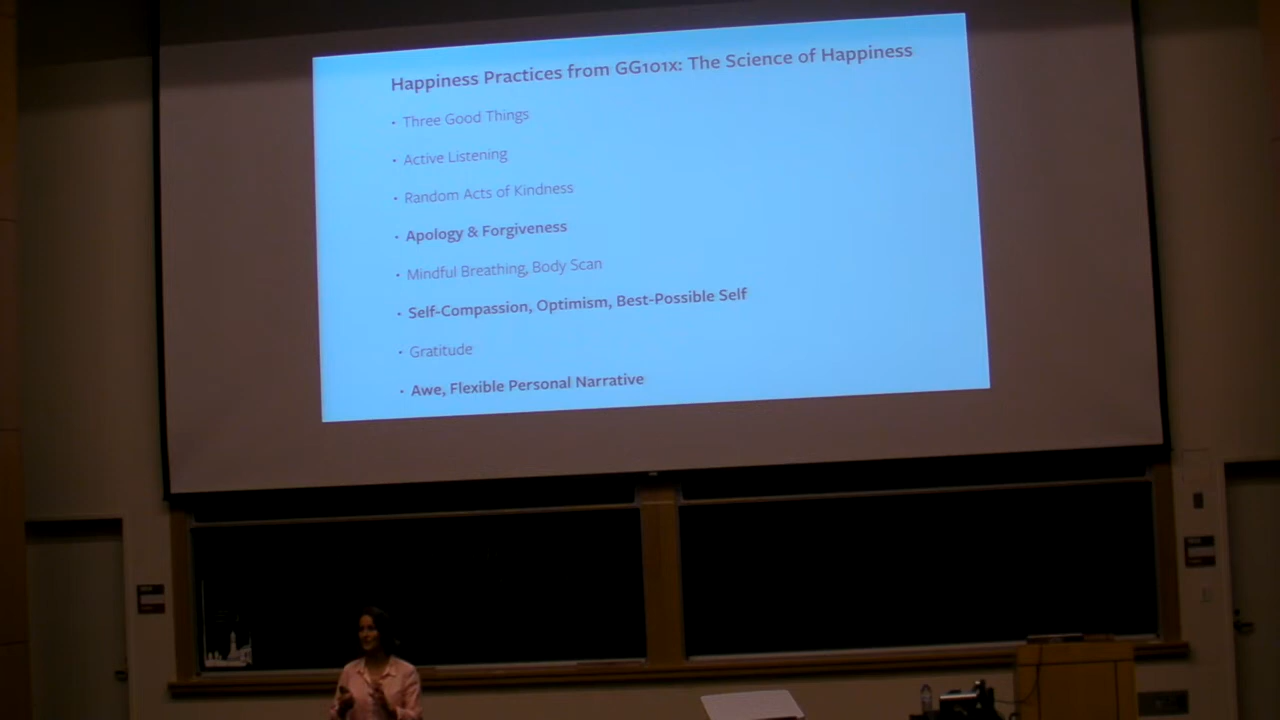 Happiness Practices from GG101x: The Science of Happiness
• Three Good Things
• Active Listening
• Random Acts of Kindness
• Apology & Forgiveness
• Mindful Breathing, Body Scan
• Self-Compassion, Optimism, Best-Possible Self
• Gratitude
• Awe, Flexible Personal Narrative